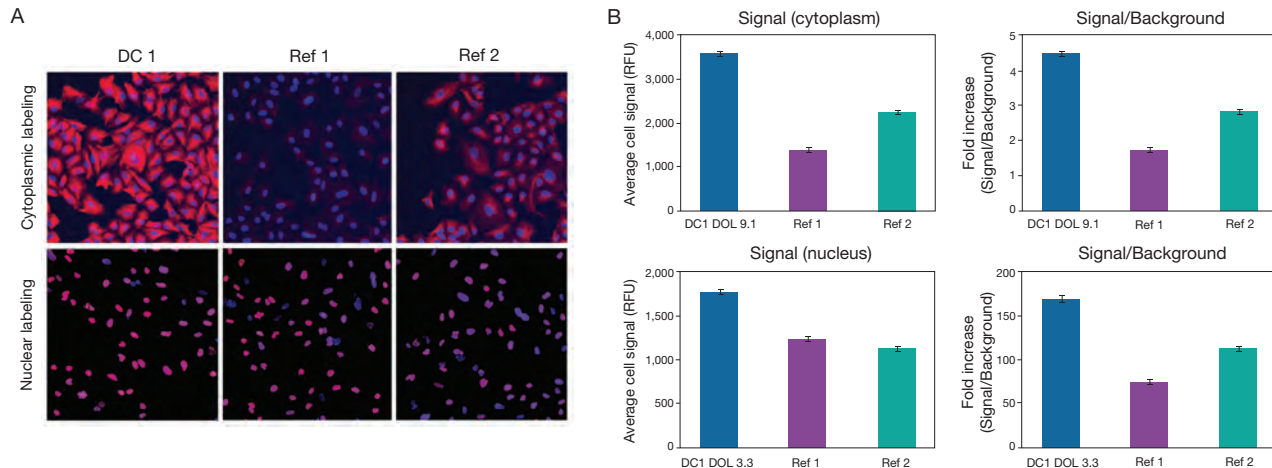 A
DC 1
Ref 1
Ref 2
Cytoplasmic labeling
Nuclear labeling
B
Signal (cytoplasm)
Average cell signal (RFU)
4,000
3,000
2,000
1,000
0
DC1 DOL 9.1
Ref 1
Ref 2
Signal/Background
Fold increase
(Signal/Background)
5
4
3
2
1
0
DC1 DOL 9.1
Ref 1
Ref 2
Signal (nucleus)
Average cell signal (RFU)
2,000
1,500
1,000
500
0
DC1 DOL 3.3
Ref 1
Ref 2
Signal/Background
Fold increase
(Signal/Background)
200
150
100
50
0
DC1 DOL 3.3
Ref 1
Ref 2